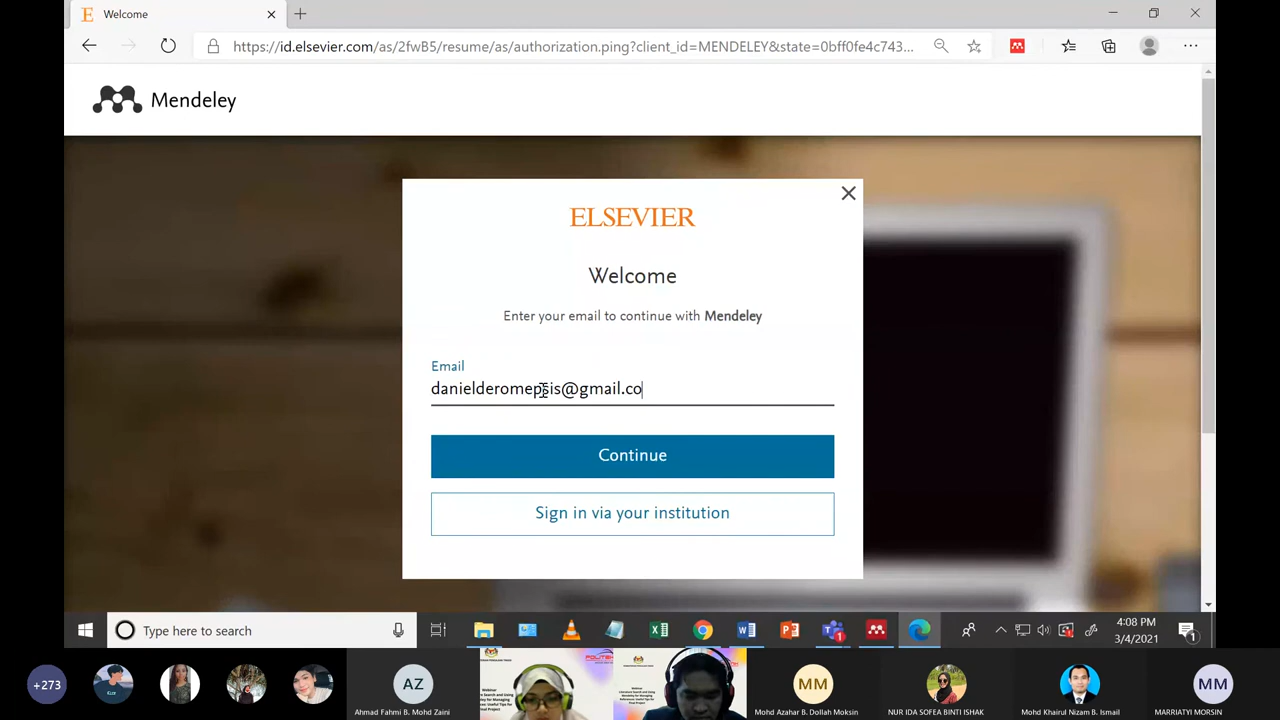 E Welcome
https://id.elsevier.com/as/2fwB5/resume/as/authorization.ping?client_id=MENDELEY&state=0bff0fe4c743...
Mendeley
ELSEVIER
Welcome
Enter your email to continue with Mendeley
Email
danielderomepsis@gmail.co
Continue
Sign in via your institution
Type here to search
4:08 PM
3/4/2021
+273
AZ
Webinar
MM
MM
Ahmad Fahmi B. Mohd Zaini
Mohd Azahar B. Dollah Moksin
NUR IDA SOFEA BINTI ISHAK
Mohd Khairul Nizam B. Ismail
MARRIATYI MORSIN